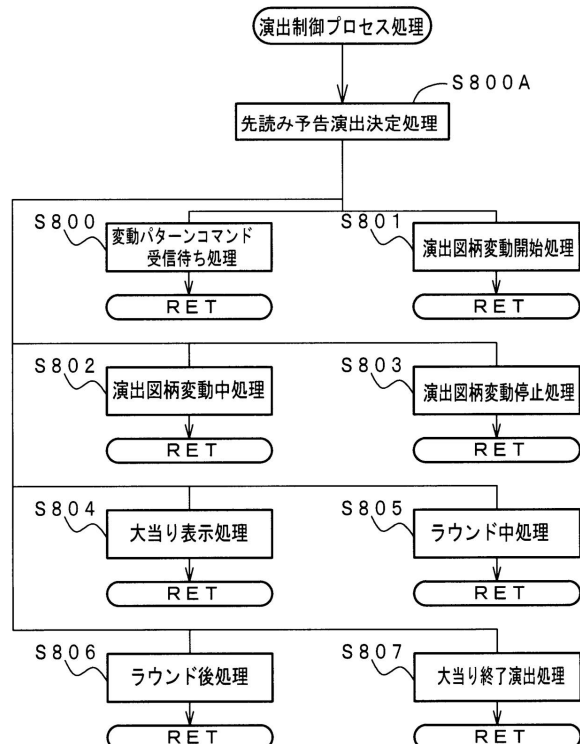 演出制御プロセス処理
S800A
先読み予告演出決定処理
S800
変動パターンコマンド
受信待ち処理
RET
S801
演出図柄変動開始処理
RET
S802
演出図柄変動中処理
RET
S803
演出図柄変動停止処理
RET
S804
大当り表示処理
RET
S805
ラウンド中処理
RET
S806
ラウンド後処理
RET
S807
大当り終了演出処理
RET